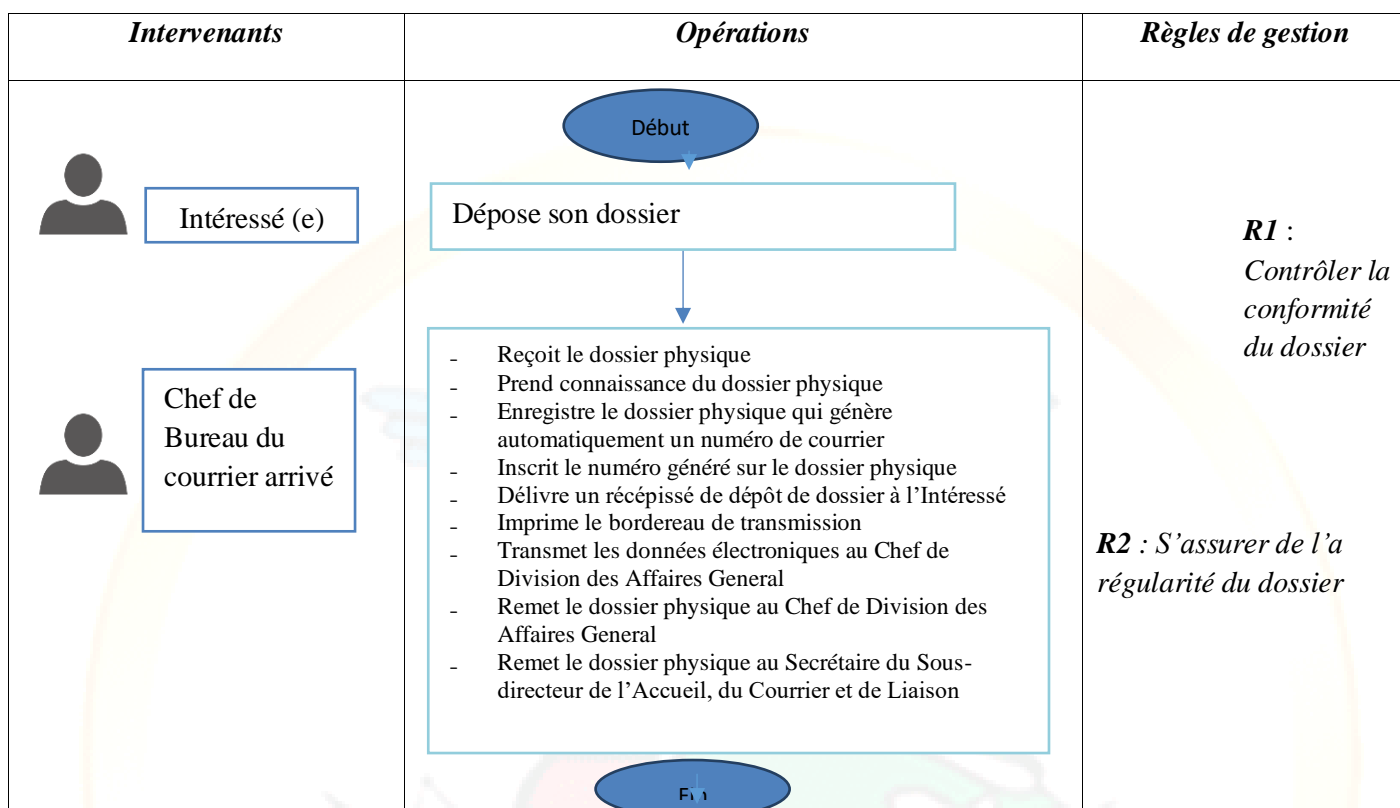 Intervenants
Opérations
Règles de gestion
Début
Intéressé (e)
Dépose son dossier
R1 :
Contrôler la
conformité
du dossier
Chef de
Bureau du
courrier arrivé
- Reçoit le dossier physique
- Prend connaissance du dossier physique
- Enregistre le dossier physique qui génère
automatiquement un numéro de courrier
- Inscrit le numéro généré sur le dossier physique
- Délivre un récépissé de dépôt de dossier à l’Intéressé
- Imprime le bordereau de transmission
- Transmet les données électroniques au Chef de
Division des Affaires General
- Remet le dossier physique au Chef de Division des
Affaires General
- Remet le dossier physique au Secrétaire du Sous-
directeur de l’Accueil, du Courrier et de Liaison
R2 : S’assurer de l’a
régularité du dossier
Fin